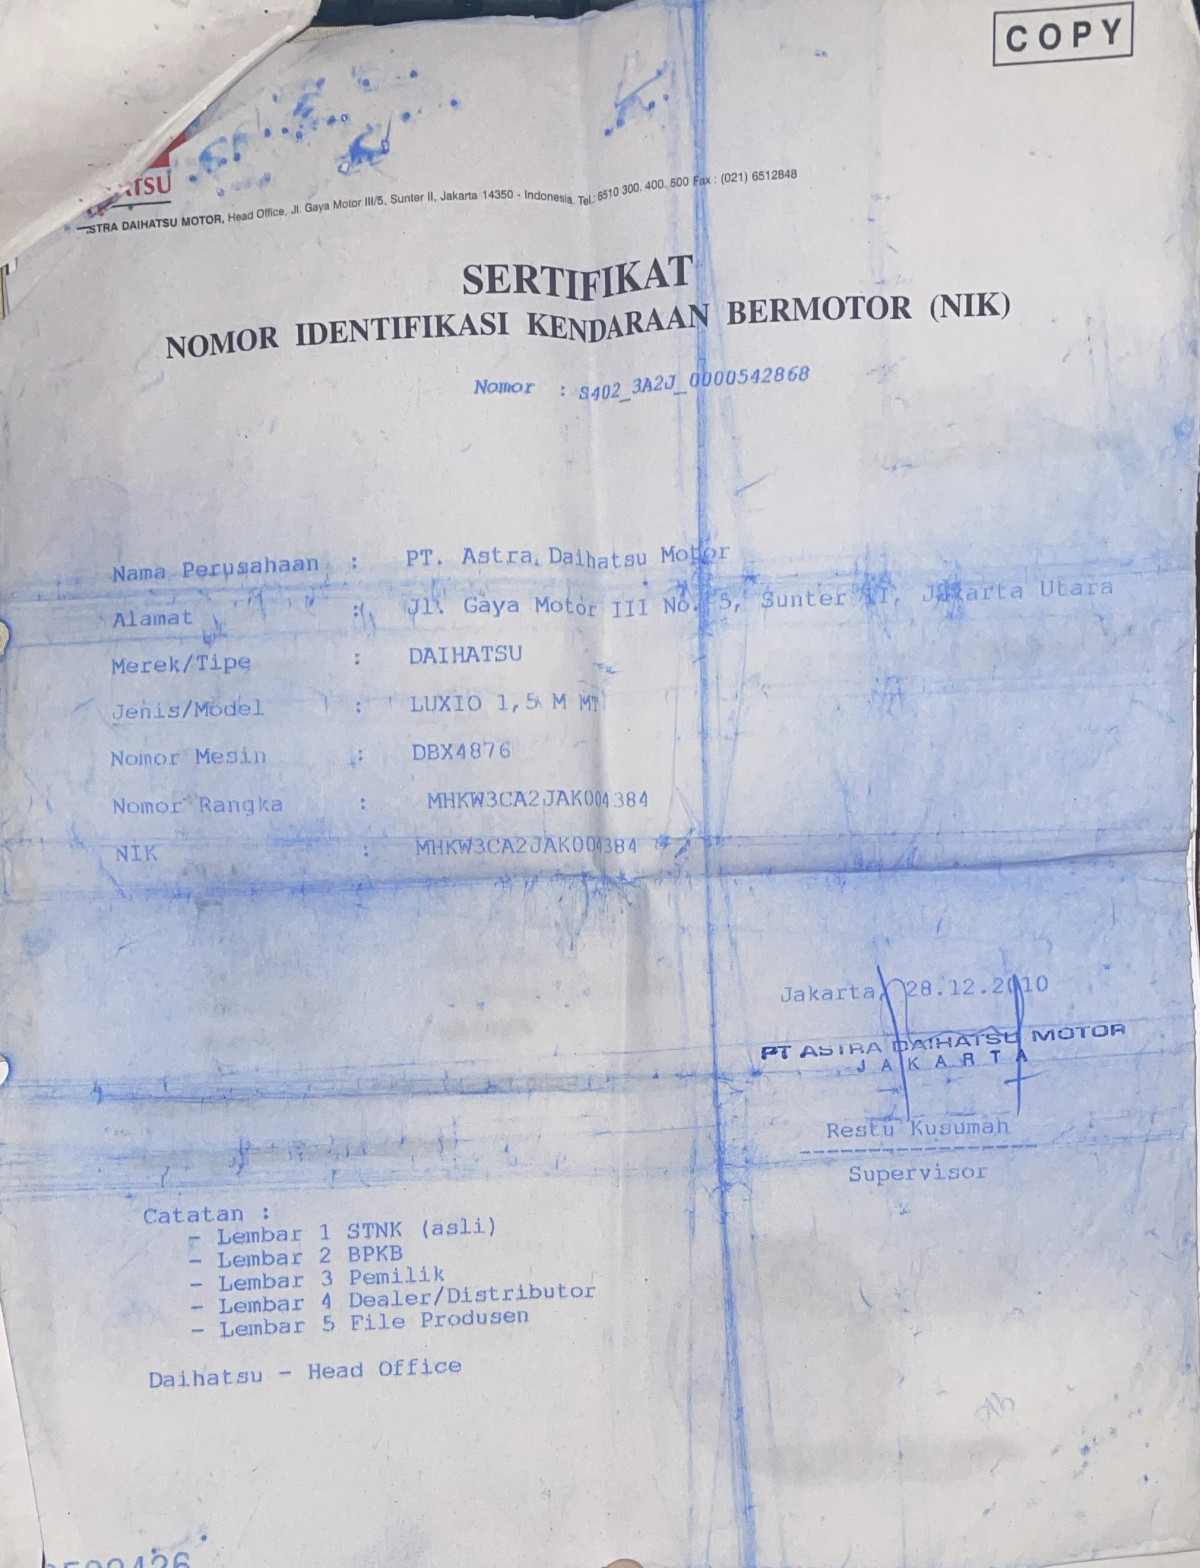 COPY
STRA DAIHATSU MOTOR, Head Office, Jl. Gaya Motor III/5, Sunter II, Jakarta 14350 - Indonesia, Tel.: 6510 300. 400. 500 Fax : (021) 6512848
SERTIFIKAT
NOMOR IDENTIFIKASI KENDARAAN BERMOTOR (NIK)
Nomor : S402_3A2J_0000542868
Nama Perusahaan : PT. Astra Daihatsu Motor
Alamat : Jl. Gaya Motor III No. 5, Sunter II, Jakarta Utara
Merek/Tipe : DAIHATSU
Jenis/Model : LUXIO 1,5 M MT
Nomor Mesin : DBX4876
Nomor Rangka : MHKW3CA2JAK004384
NIK : MHKW3CA2JAK004384
Jakarta, 28.12.2010
PT ASTRA DAIHATSU MOTOR
JAKARTA
Restu Kusumah
Supervisor
Catatan :
- Lembar 1 STNK (asli)
- Lembar 2 BPKB
- Lembar 3 Pemilik
- Lembar 4 Dealer/Distributor
- Lembar 5 File Produsen
Daihatsu - Head Office